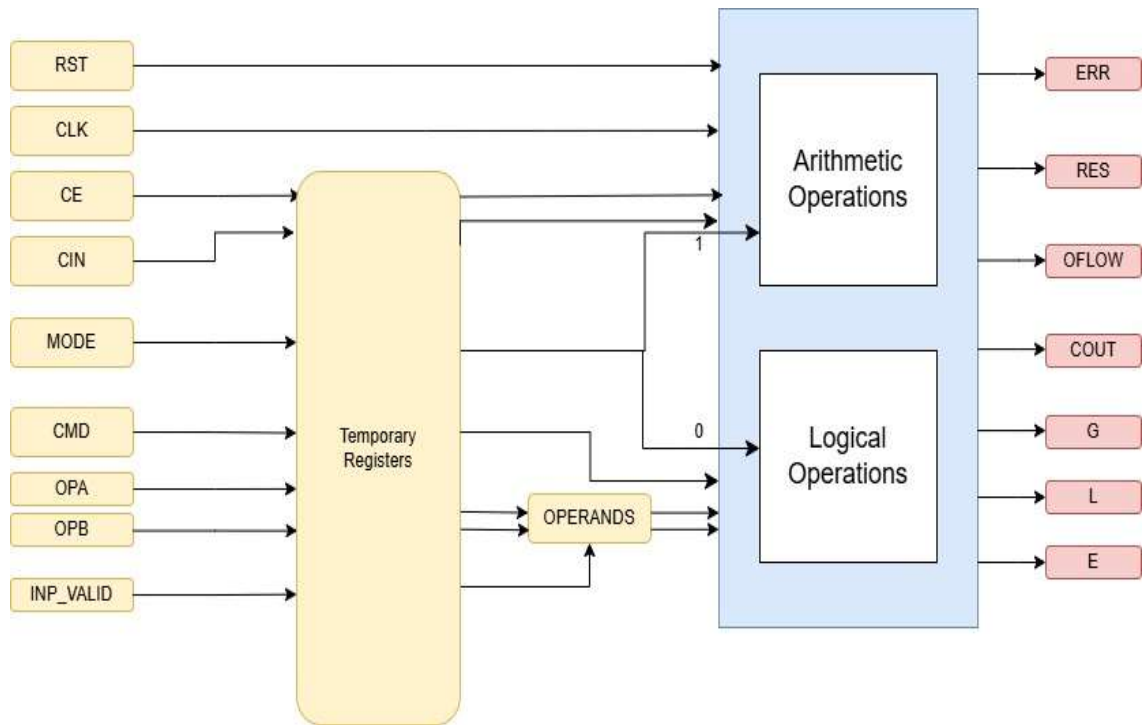 RST
CLK
CE
CIN
MODE
CMD
OPA
OPB
INP_VALID
Temporary
Registers
OPERANDS
1
0
Arithmetic
Operations
Logical
Operations
ERR
RES
OFLOW
COUT
G
L
E